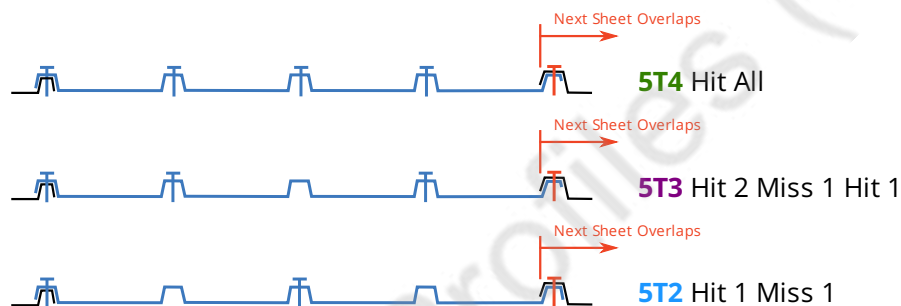 Next Sheet Overlaps
5T4 Hit All
Next Sheet Overlaps
5T3 Hit 2 Miss 1 Hit 1
Next Sheet Overlaps
5T2 Hit 1 Miss 1
rofiles (